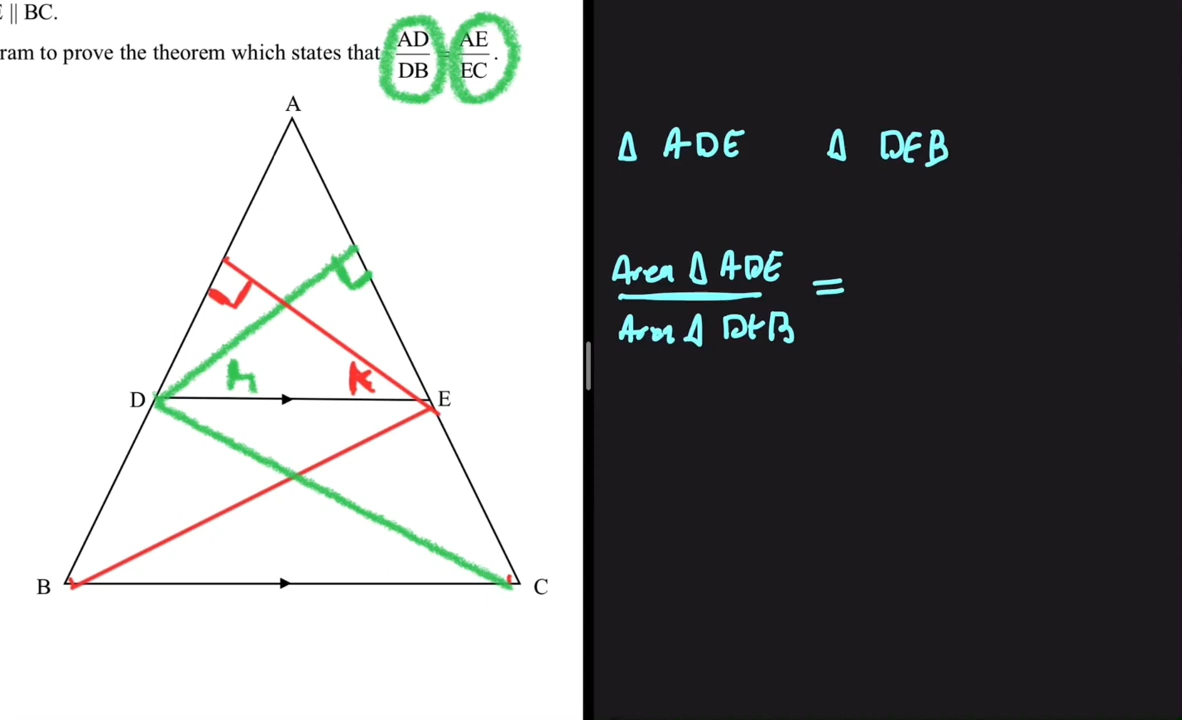 ∥ BC.
ram to prove the theorem which states that AD/DB = AE/EC .
A
Δ ADE Δ DEB
Area Δ ADE / Area Δ DEB =
h k
D E
B C